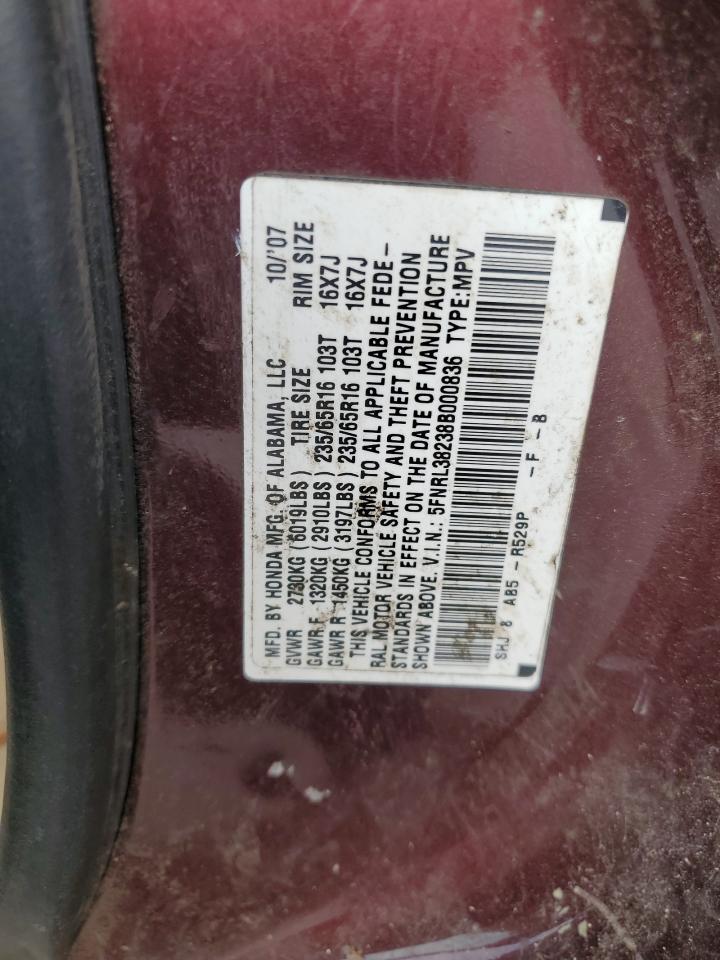 MFD. BY HONDA MFG. OF ALABAMA, LLC 10/'07
GVWR 2730KG (6019LBS) TIRE SIZE RIM SIZE
GAWR F 1320KG (2910LBS) 235/65R16 103T 16X7J
GAWR R 1450KG (3197LBS) 235/65R16 103T 16X7J
THIS VEHICLE CONFORMS TO ALL APPLICABLE FEDE-
RAL MOTOR VEHICLE SAFETY AND THEFT PREVENTION
STANDARDS IN EFFECT ON THE DATE OF MANUFACTURE
SHOWN ABOVE. V.I.N.: 5FNRL38238B000836 TYPE:MPV
SHJ 8 AB5 - R529P - F - B